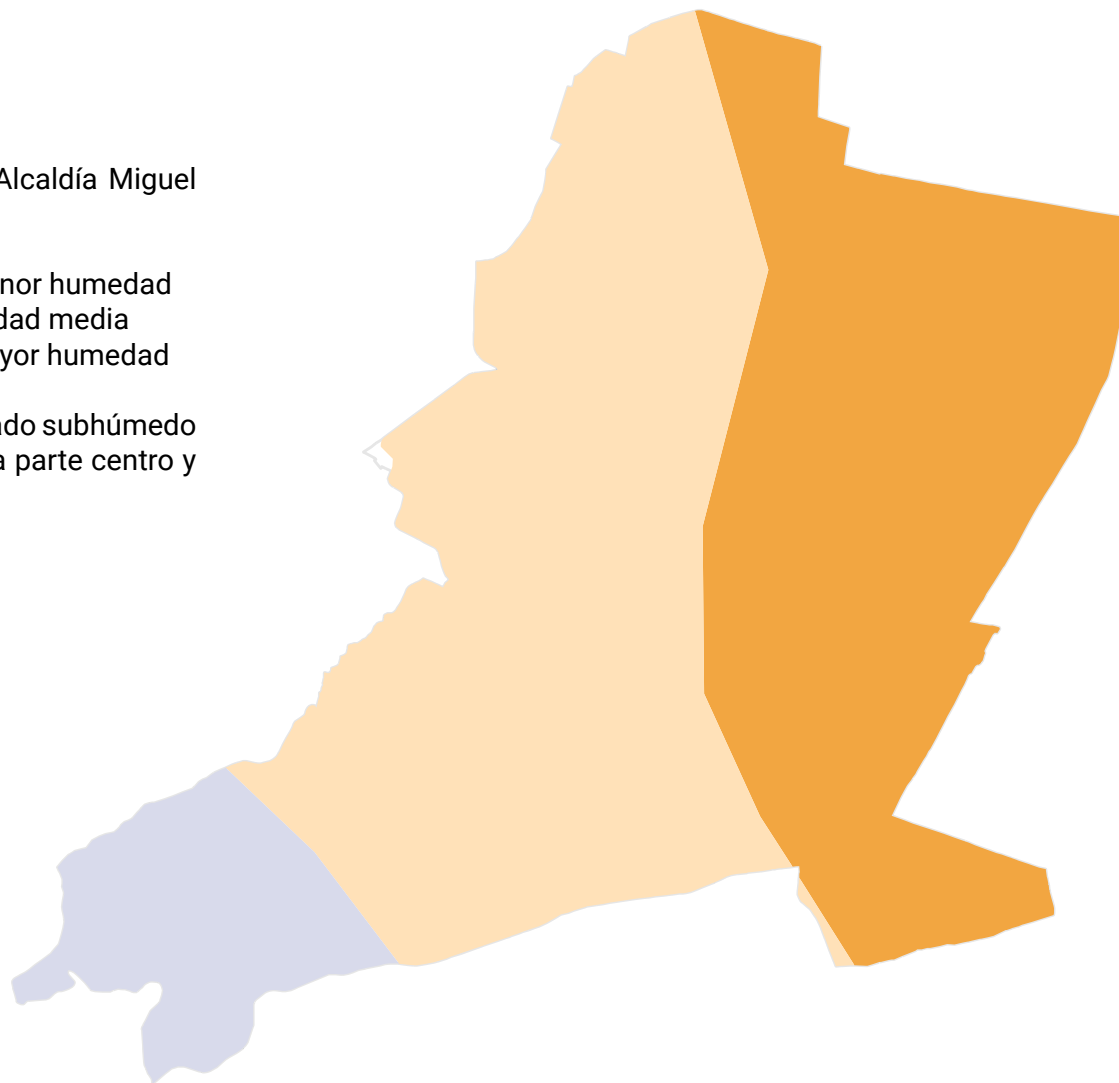 Alcaldía Miguel
nor humedad
dad media
yor humedad
ado subhúmedo
a parte centro y